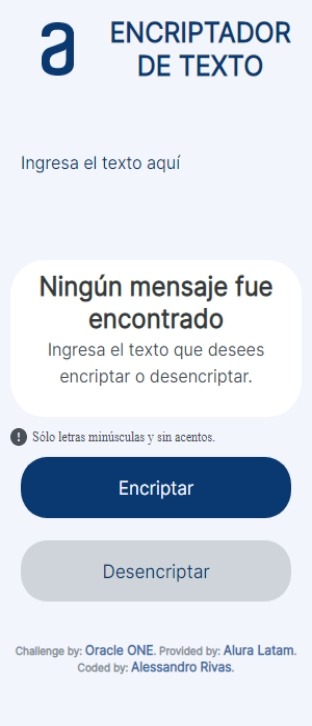 a
ENCRIPTADOR
DE TEXTO
Ingresa el texto aquí
Ningún mensaje fue
encontrado
Ingresa el texto que desees
encriptar o desencriptar.
! Sólo letras minúsculas y sin acentos.
Encriptar
Desencriptar
Challenge by: Oracle ONE. Provided by: Alura Latam.
Coded by: Alessandro Rivas.